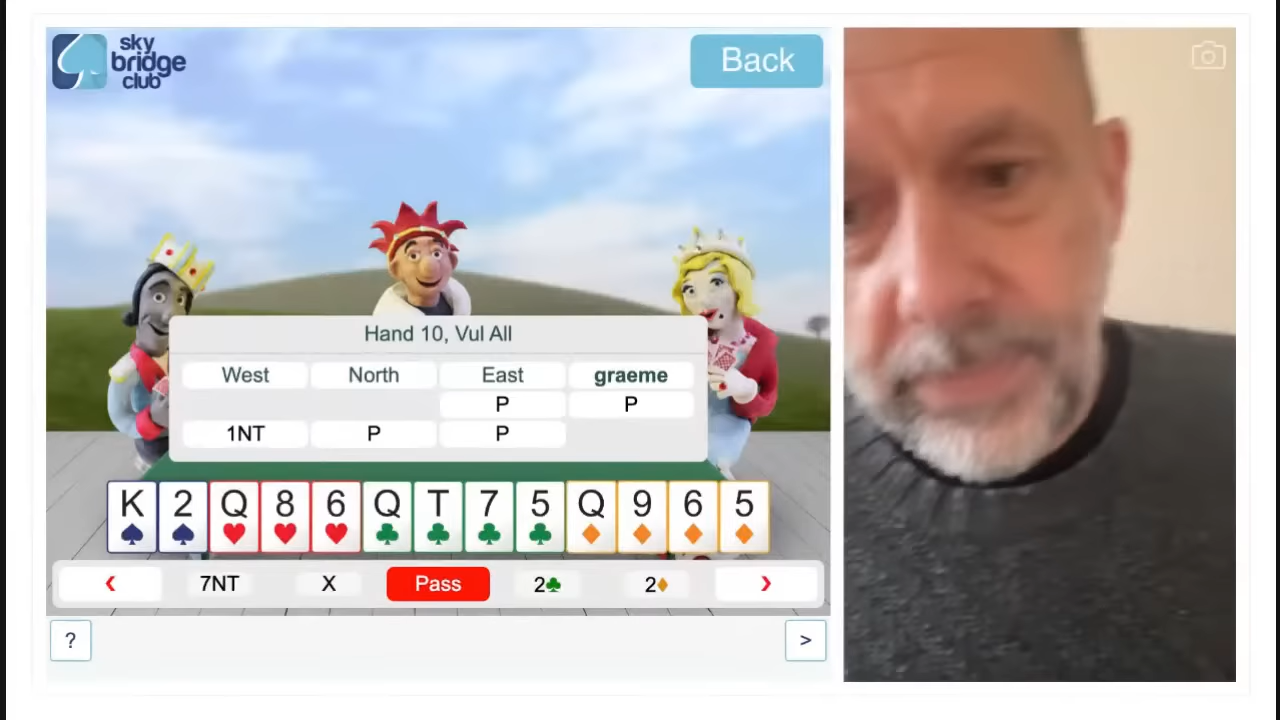 sky
bridge
club
Back
Hand 10, Vul All
West North East graeme
P P
1NT P P
K 2 Q 8 6 Q T 7 5 Q 9 6 5
♠ ♠ ♥ ♥ ♥ ♣ ♣ ♣ ♣ ♦ ♦ ♦ ♦
‹ 7NT X Pass 2♣ 2♦ ›
? >